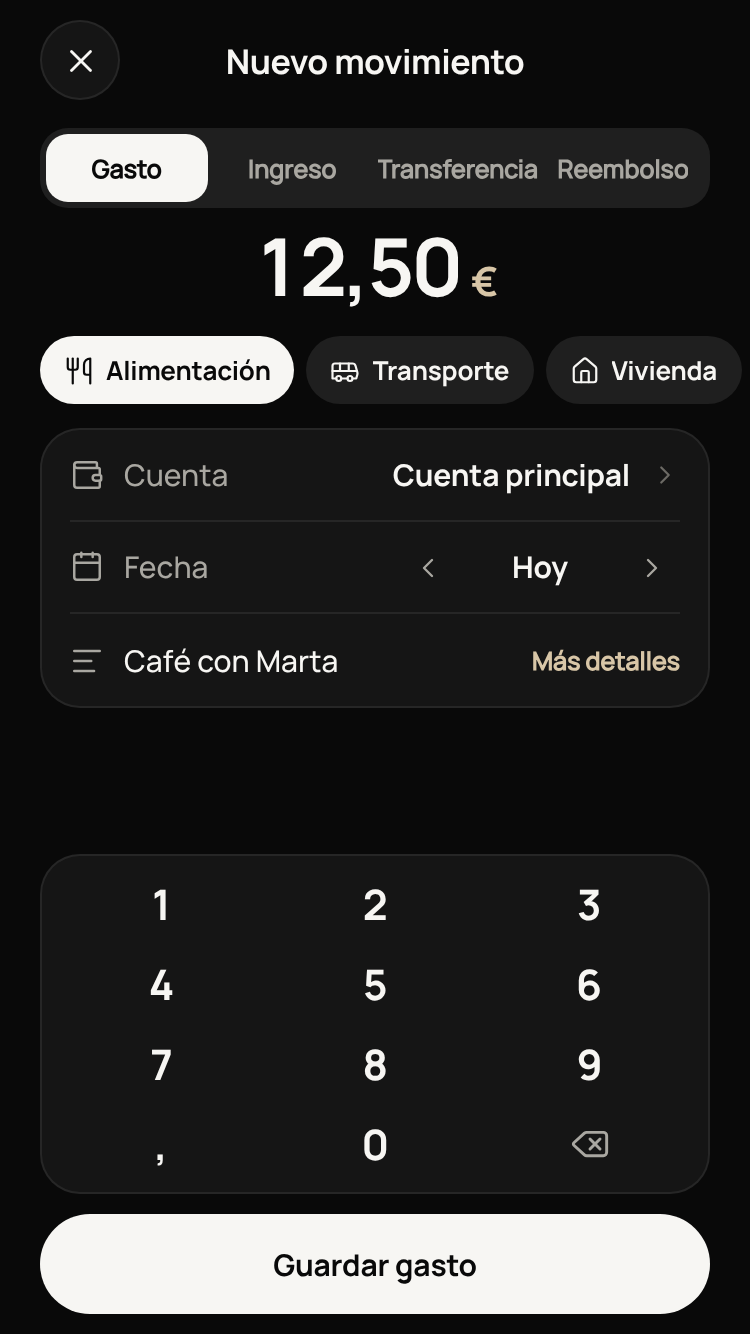 Nuevo movimiento
Gasto Ingreso Transferencia Reembolso
12,50 €
Alimentación Transporte Vivienda
Cuenta Cuenta principal
Fecha Hoy
Café con Marta Más detalles
1 2 3
4 5 6
7 8 9
, 0
Guardar gasto